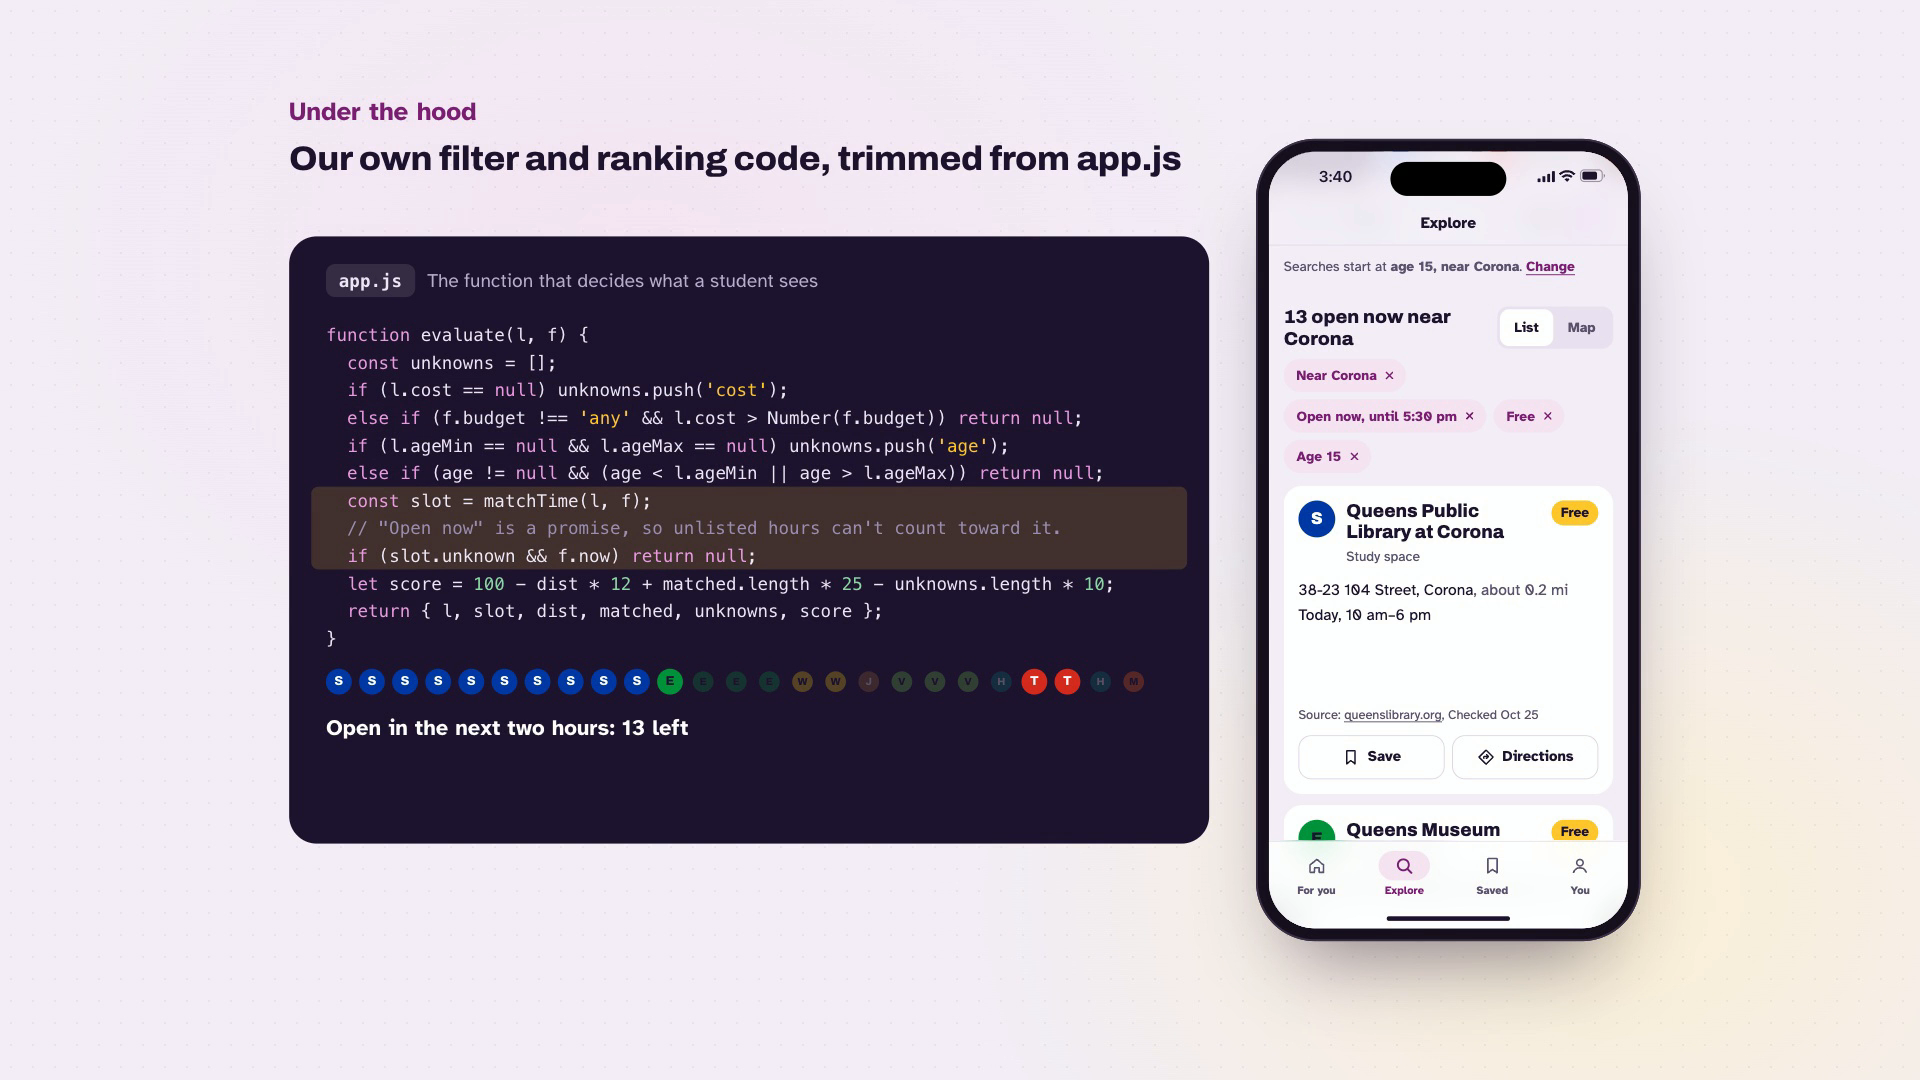 Under the hood
Our own filter and ranking code, trimmed from app.js
app.js The function that decides what a student sees
function evaluate(l, f) {
  const unknowns = [];
  if (l.cost == null) unknowns.push('cost');
  else if (f.budget !== 'any' && l.cost > Number(f.budget)) return null;
  if (l.ageMin == null && l.ageMax == null) unknowns.push('age');
  else if (age != null && (age < l.ageMin || age > l.ageMax)) return null;
  const slot = matchTime(l, f);
  // "Open now" is a promise, so unlisted hours can't count toward it.
  if (slot.unknown && f.now) return null;
  let score = 100 − dist * 12 + matched.length * 25 − unknowns.length * 10;
  return { l, slot, dist, matched, unknowns, score };
}
S S S S S S S S S S E E E E W W J V V V H T T H M
Open in the next two hours: 13 left
3:40
Explore
Searches start at age 15, near Corona. Change
13 open now near
Corona
List Map
Near Corona ×
Open now, until 5:30 pm × Free ×
Age 15 ×
S
Queens Public
Library at Corona
Free
Study space
38-23 104 Street, Corona, about 0.2 mi
Today, 10 am–6 pm
Source: queenslibrary.org, Checked Oct 25
Save Directions
E Queens Museum Free
For you Explore Saved You